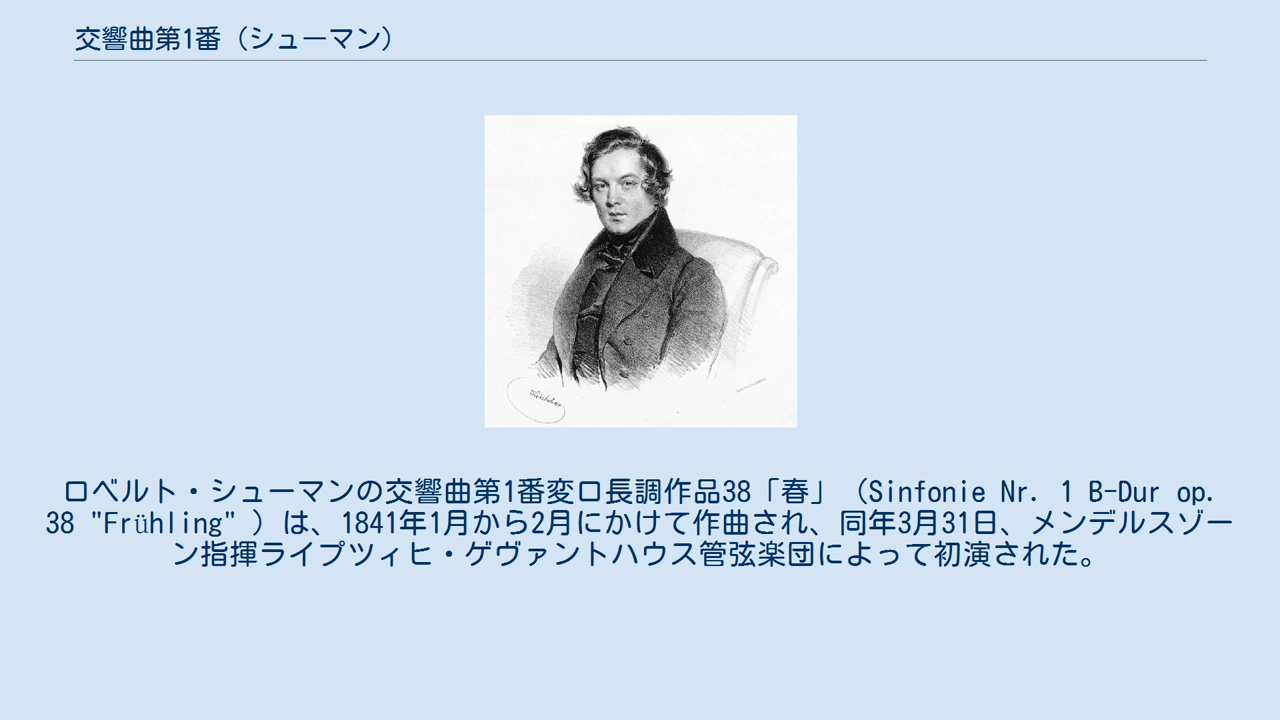 交響曲第1番（シューマン）
ロベルト・シューマンの交響曲第1番変ロ長調作品38「春」（Sinfonie Nr. 1 B-Dur op.
38 "Frühling" ）は、1841年1月から2月にかけて作曲され、同年3月31日、メンデルスゾー
ン指揮ライプツィヒ・ゲヴァントハウス管弦楽団によって初演された。